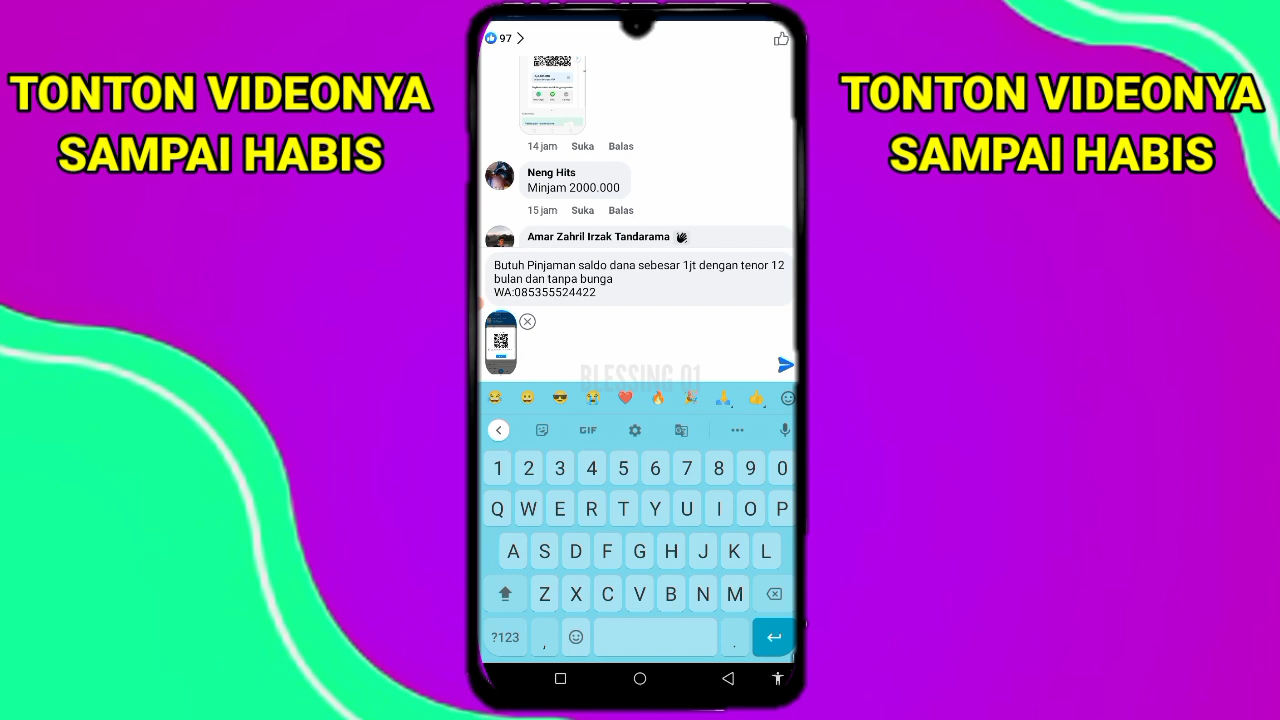 TONTON VIDEONYA
SAMPAI HABIS
TONTON VIDEONYA
SAMPAI HABIS
97
14 jam Suka Balas
Neng Hits
Minjam 2000.000
15 jam Suka Balas
Amar Zahril Irzak Tandarama
Butuh Pinjaman saldo dana sebesar 1jt dengan tenor 12
bulan dan tanpa bunga
WA:085355524422
BLESSING 01
GIF
1 2 3 4 5 6 7 8 9 0
Q W E R T Y U I O P
A S D F G H J K L
Z X C V B N M
?123 , .